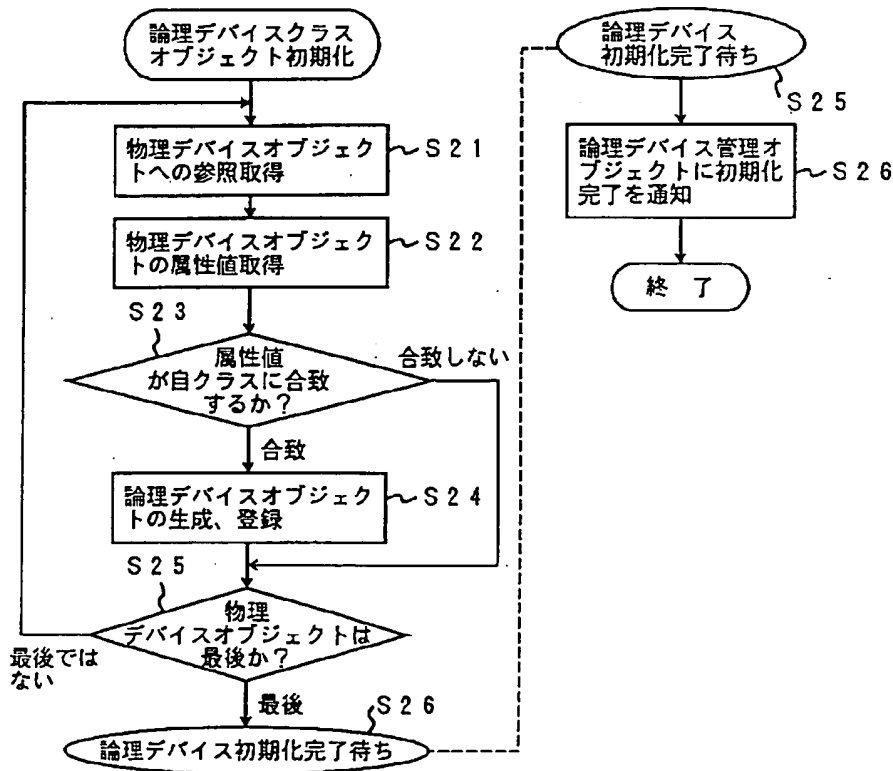 論理デバイスクラス
オブジェクト初期化
物理デバイスオブジェク
トへの参照取得
S21
物理デバイスオブジェク
トの属性値取得
S22
S23
属性値
が自クラスに合致
するか？
合致しない
合致
論理デバイスオブジェク
トの生成、登録
S24
S25
物理
デバイスオブジェクトは
最後か？
最後では
ない
最後
S26
論理デバイス初期化完了待ち
論理デバイス
初期化完了待ち
S25
論理デバイス管理オ
ブジェクトに初期化
完了を通知
S26
終 了